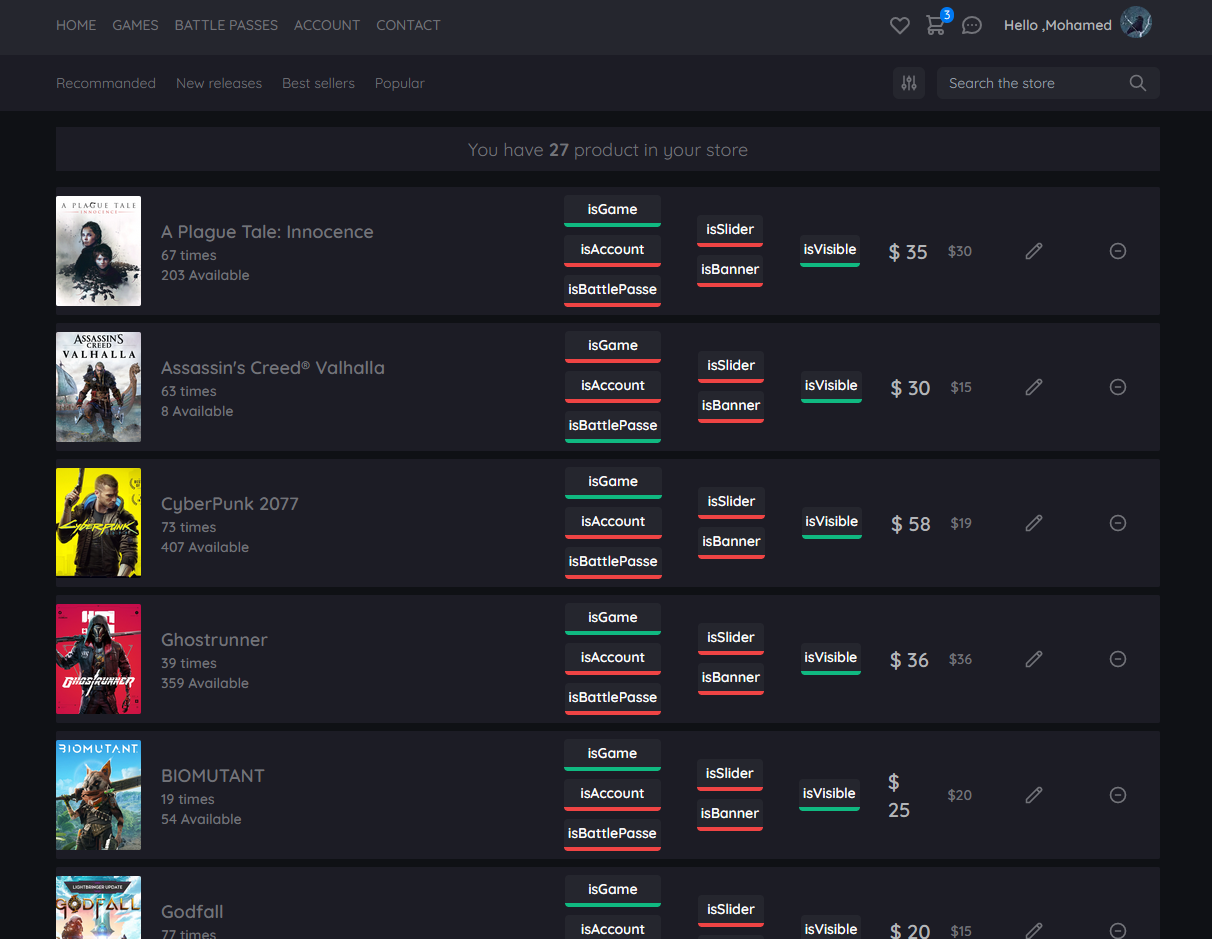 HOME GAMES BATTLE PASSES ACCOUNT CONTACT 3 Hello ,Mohamed
Recommanded New releases Best sellers Popular Search the store
You have 27 product in your store
A PLAGUE TALE
INNOCENCE
A Plague Tale: Innocence
67 times
203 Available
isGame
isAccount
isBattlePasse
isSlider
isBanner
isVisible
$ 35
$30
ASSASSIN'S
CREED
VALHALLA
Assassin's Creed® Valhalla
63 times
8 Available
isGame
isAccount
isBattlePasse
isSlider
isBanner
isVisible
$ 30
$15
Cyberpunk
CyberPunk 2077
73 times
407 Available
isGame
isAccount
isBattlePasse
isSlider
isBanner
isVisible
$ 58
$19
GHOSTRUNNER
Ghostrunner
39 times
359 Available
isGame
isAccount
isBattlePasse
isSlider
isBanner
isVisible
$ 36
$36
BIOMUTANT
BIOMUTANT
19 times
54 Available
isGame
isAccount
isBattlePasse
isSlider
isBanner
isVisible
$
25
$20
LIGHTBRINGER UPDATE
GODFALL
Godfall
77 times
isGame
isAccount
isSlider
isVisible
$ 20
$15